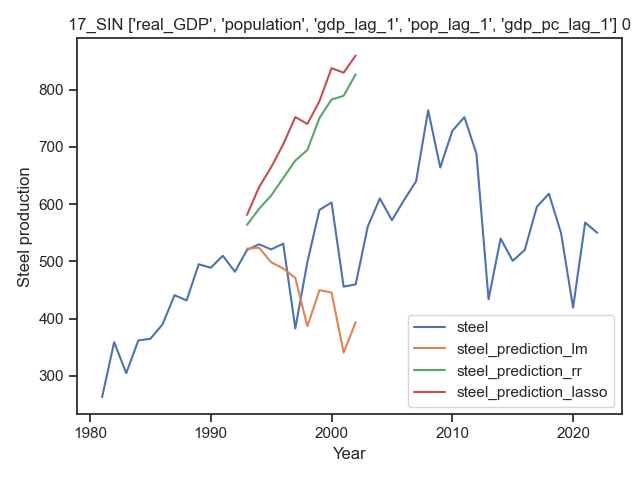 17_SIN ['real_GDP', 'population', 'gdp_lag_1', 'pop_lag_1', 'gdp_pc_lag_1'] 0
800
700
600
500
400
300
Steel production
1980
1990
2000
2010
2020
Year
steel
steel_prediction_lm
steel_prediction_rr
steel_prediction_lasso